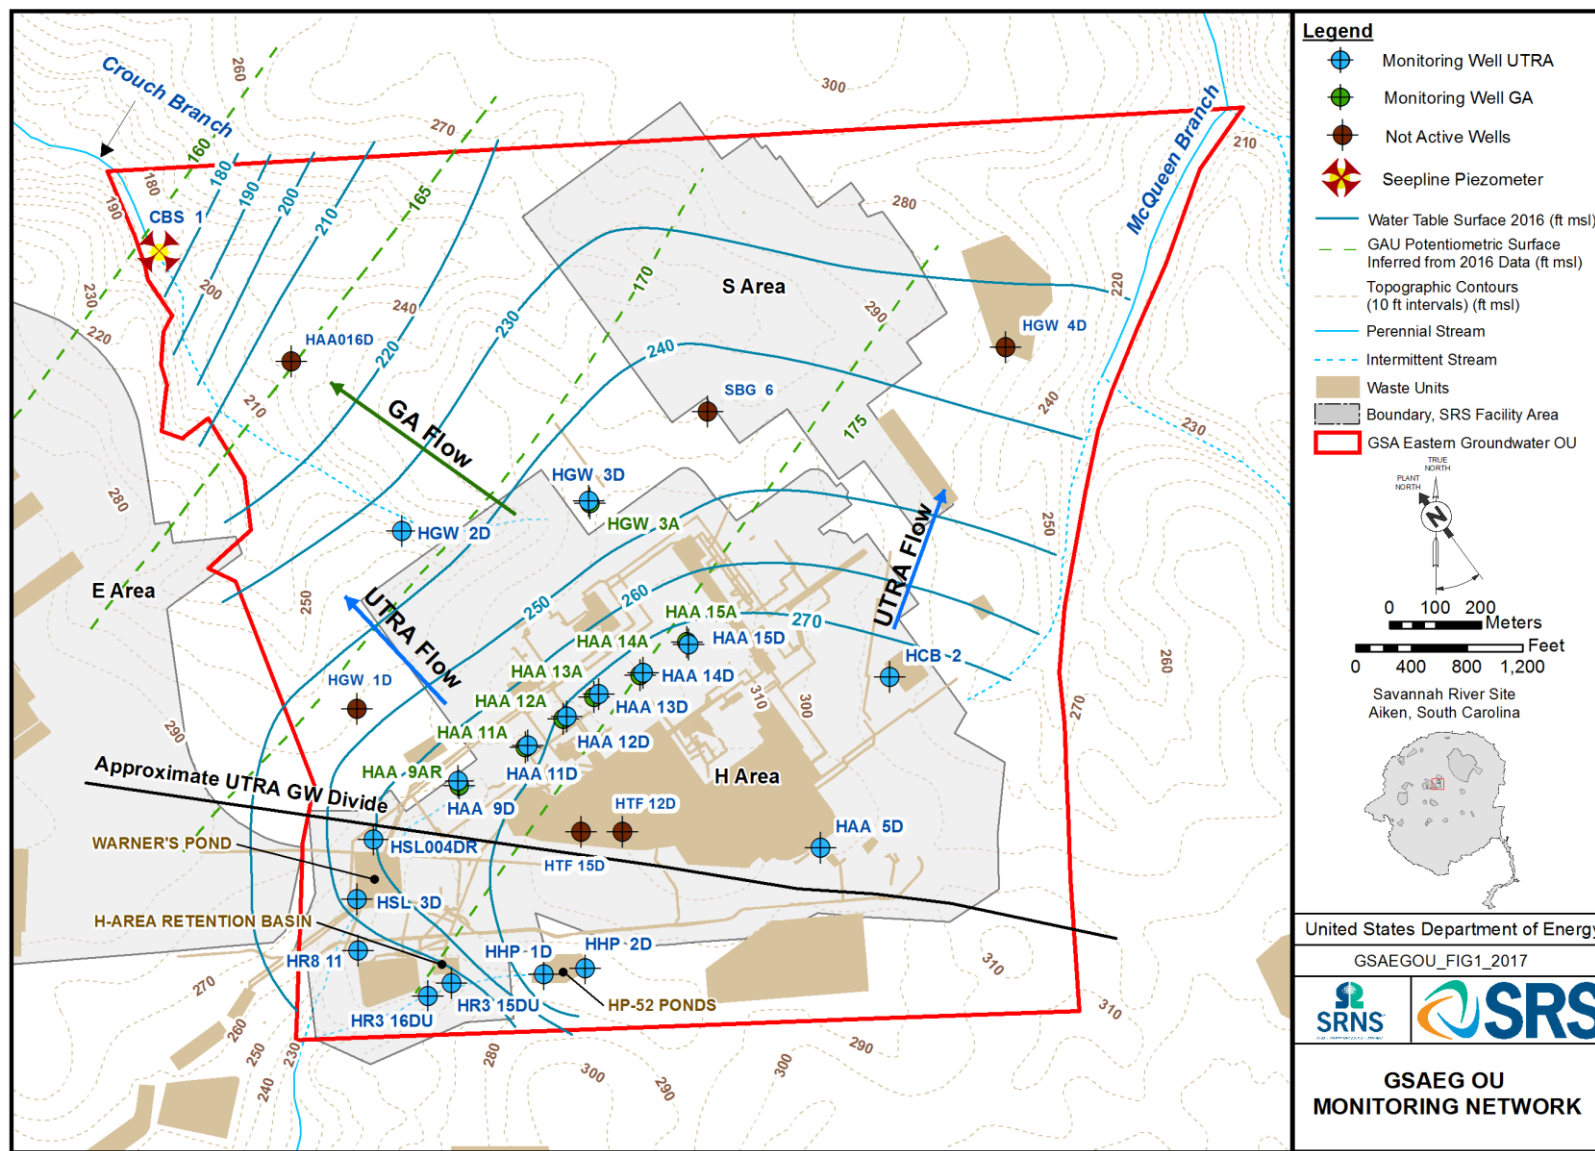 Crouch Branch
260
160
270
300
McQueen Branch
210
180
190
180
190
200
210
165
CBS 1
200
230
220
240
HAA016D
220
230
170
S Area
280
290
220
HGW 4D
240
SBG 6
240
230
210
GA Flow
175
HGW 3D
HGW 3A
HGW 2D
280
E Area
250
UTRA Flow
250
260
270
UTRA Flow
250
260
HAA 15A
HAA 15D
HAA 14A
HAA 14D
HAA 13A
HAA 13D
HAA 12A
HAA 12D
HAA 11A
HAA 11D
HCB 2
HGW 1D
290
310
300
270
Approximate UTRA GW Divide
HAA 9AR
HAA 9D
H Area
HTF 12D
HTF 15D
HAA 5D
WARNER'S POND
HSL004DR
HSL 3D
H-AREA RETENTION BASIN
HR8 11
HHP 1D
HHP 2D
HR3 15DU
HR3 16DU
HP-52 PONDS
270
260
250
240
230
280
300
290
300
290
310
310
Legend
Monitoring Well UTRA
Monitoring Well GA
Not Active Wells
Seepline Piezometer
Water Table Surface 2016 (ft msl)
GAU Potentiometric Surface
Inferred from 2016 Data (ft msl)
Topographic Contours
(10 ft intervals) (ft msl)
Perennial Stream
Intermittent Stream
Waste Units
Boundary, SRS Facility Area
GSA Eastern Groundwater OU
TRUE
NORTH
PLANT
NORTH
N
0 100 200
Meters
Feet
0 400 800 1,200
Savannah River Site
Aiken, South Carolina
United States Department of Energy
GSAEGOU_FIG1_2017
SRNS
SRS
GSAEG OU
MONITORING NETWORK